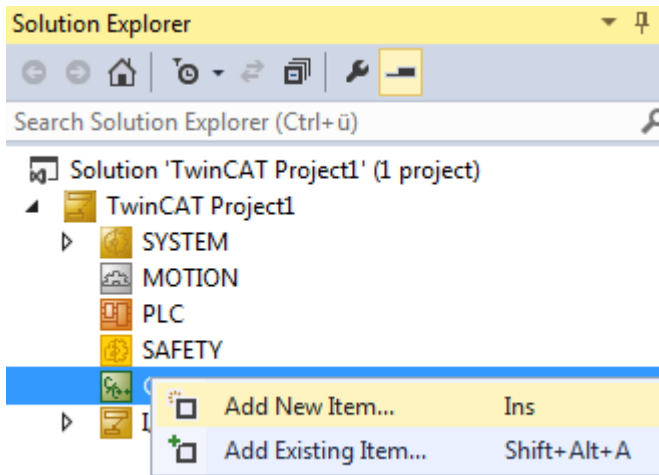 Solution Explorer
Search Solution Explorer (Ctrl+ü)
Solution 'TwinCAT Project1' (1 project)
TwinCAT Project1
SYSTEM
MOTION
PLC
SAFETY
Add New Item... Ins
Add Existing Item... Shift+Alt+A